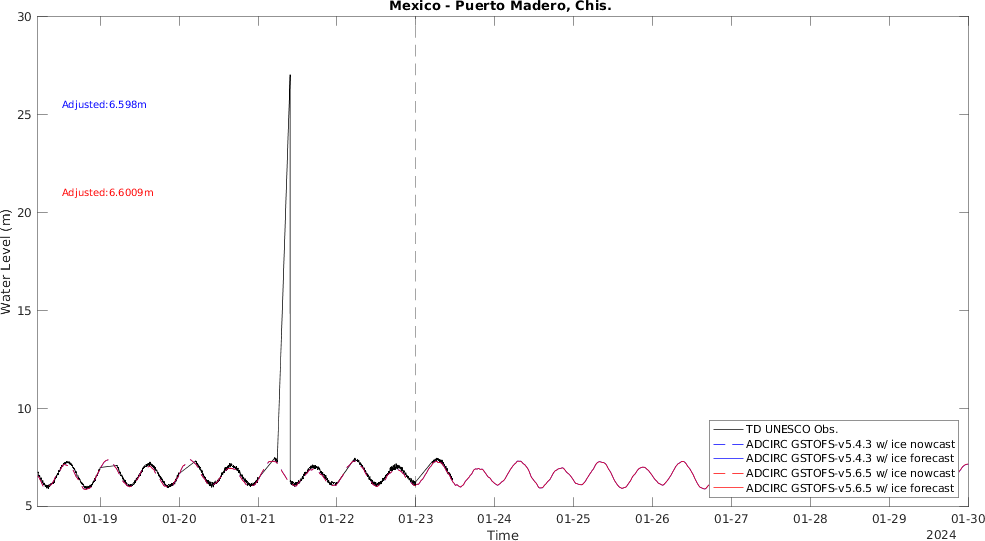 Mexico - Puerto Madero, Chis.
30
25
20
15
10
5
Water Level (m)
Adjusted:6.598m
Adjusted:6.6009m
TD UNESCO Obs.
ADCIRC GSTOFS-v5.4.3 w/ ice nowcast
ADCIRC GSTOFS-v5.4.3 w/ ice forecast
ADCIRC GSTOFS-v5.6.5 w/ ice nowcast
ADCIRC GSTOFS-v5.6.5 w/ ice forecast
01-19 01-20 01-21 01-22 01-23 01-24 01-25 01-26 01-27 01-28 01-29 01-30
Time
2024